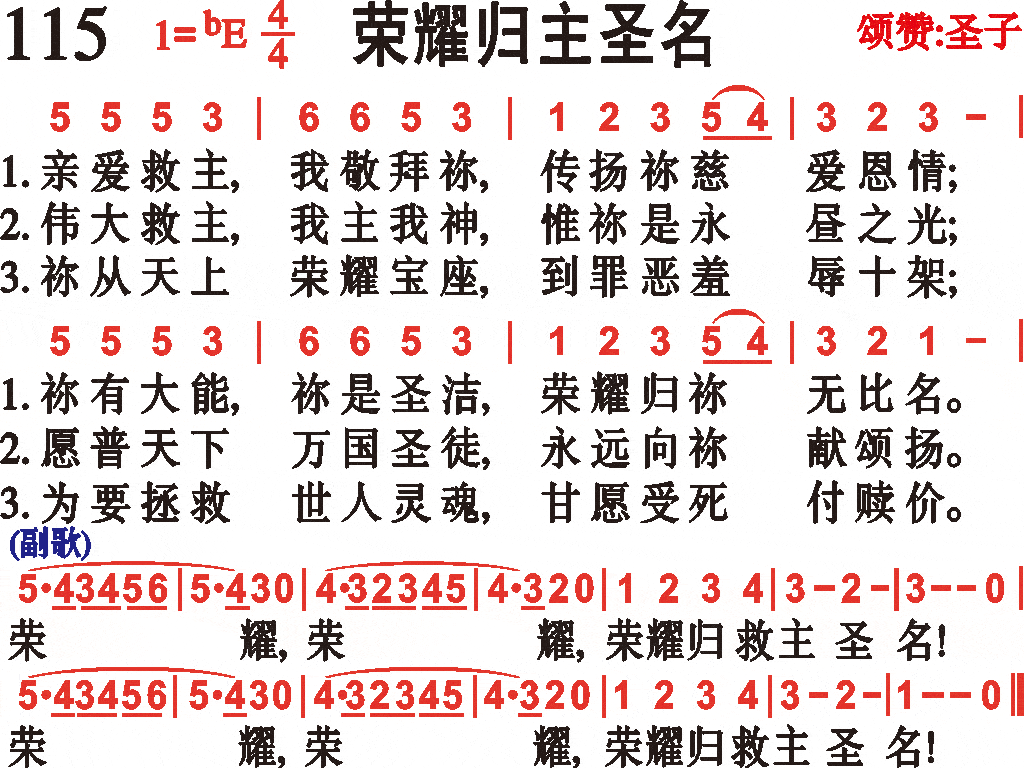 115 1=ᵇE 4/4 荣耀归主圣名 颂赞:圣子
5 5 5 3 | 6 6 5 3 | 1 2 3 5 4 | 3 2 3 - |
1. 亲爱救主, 我敬拜祢, 传扬祢慈 爱恩情;
2. 伟大救主, 我主我神, 惟祢是永 昼之光;
3. 祢从天上 荣耀宝座, 到罪恶羞 辱十架;
5 5 5 3 | 6 6 5 3 | 1 2 3 5 4 | 3 2 1 - |
1. 祢有大能, 祢是圣洁, 荣耀归祢 无比名。
2. 愿普天下 万国圣徒, 永远向祢 献颂扬。
3. 为要拯救 世人灵魂, 甘愿受死 付赎价。
(副歌)
5·43456|5·430|4·32345|4·320|1 2 3 4|3-2-|3--0|
荣 耀, 荣 耀, 荣耀归救主 圣 名!
5·43456|5·430|4·32345|4·320|1 2 3 4|3-2-|1--0‖
荣 耀, 荣 耀, 荣耀归救主 圣 名!